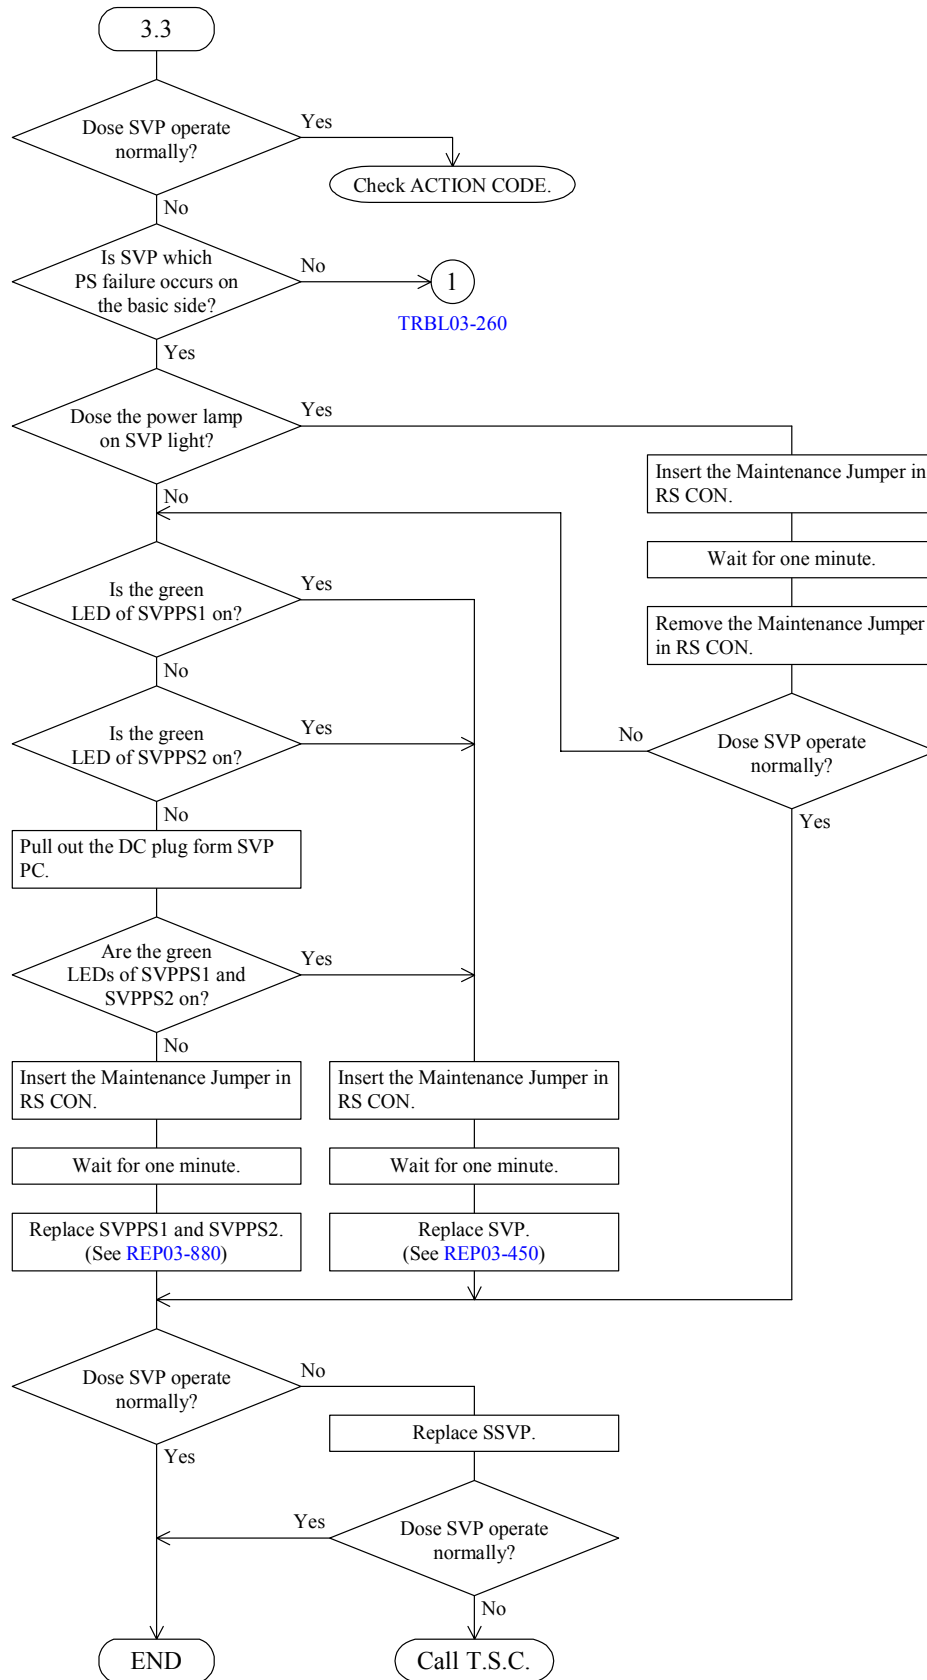 3.3
Dose SVP operate
normally?
Yes
Check ACTION CODE.
No
Is SVP which
PS failure occurs on
the basic side?
No
1
TRBL03-260
Yes
Dose the power lamp
on SVP light?
Yes
Insert the Maintenance Jumper in
RS CON.
No
Wait for one minute.
Is the green
LED of SVPPS1 on?
Yes
Remove the Maintenance Jumper
in RS CON.
No
Is the green
LED of SVPPS2 on?
Yes
No
Dose SVP operate
normally?
No
Yes
Pull out the DC plug form SVP
PC.
Are the green
LEDs of SVPPS1 and
SVPPS2 on?
Yes
No
Insert the Maintenance Jumper in
RS CON.
Insert the Maintenance Jumper in
RS CON.
Wait for one minute.
Wait for one minute.
Replace SVPPS1 and SVPPS2.
(See REP03-880)
Replace SVP.
(See REP03-450)
Dose SVP operate
normally?
No
Replace SSVP.
Yes
Yes
Dose SVP operate
normally?
No
END
Call T.S.C.